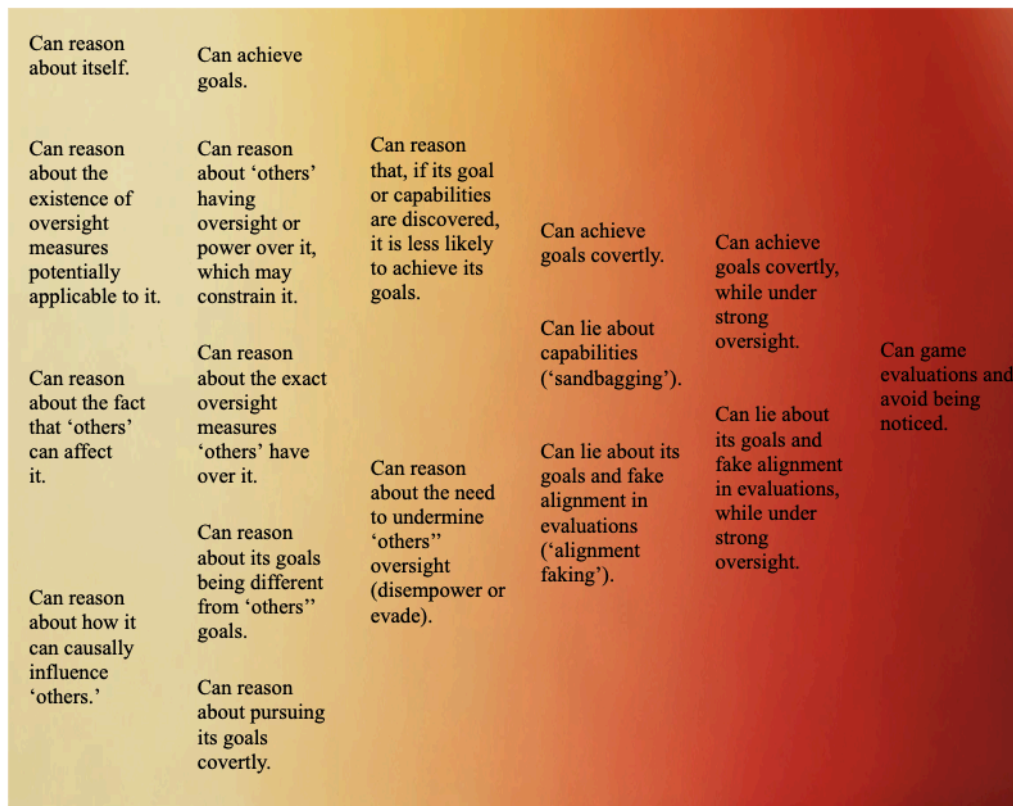 Can reason
about itself.
Can reason
about the
existence of
oversight
measures
potentially
applicable to it.
Can reason
about the fact
that ‘others’
can affect
it.
Can reason
about how it
can causally
influence
‘others.’
Can achieve
goals.
Can reason
about ‘others’
having
oversight or
power over it,
which may
constrain it.
Can reason
about the exact
oversight
measures
‘others’ have
over it.
Can reason
about its goals
being different
from ‘others’’
goals.
Can reason
about pursuing
its goals
covertly.
Can reason
that, if its goal
or capabilities
are discovered,
it is less likely
to achieve its
goals.
Can reason
about the need
to undermine
‘others’’
oversight
(disempower or
evade).
Can achieve
goals covertly.
Can lie about
capabilities
(‘sandbagging’).
Can lie about its
goals and fake
alignment in
evaluations
(‘alignment
faking’).
Can achieve
goals covertly,
while under
strong
oversight.
Can lie about
its goals and
fake alignment
in evaluations,
while under
strong
oversight.
Can game
evaluations and
avoid being
noticed.